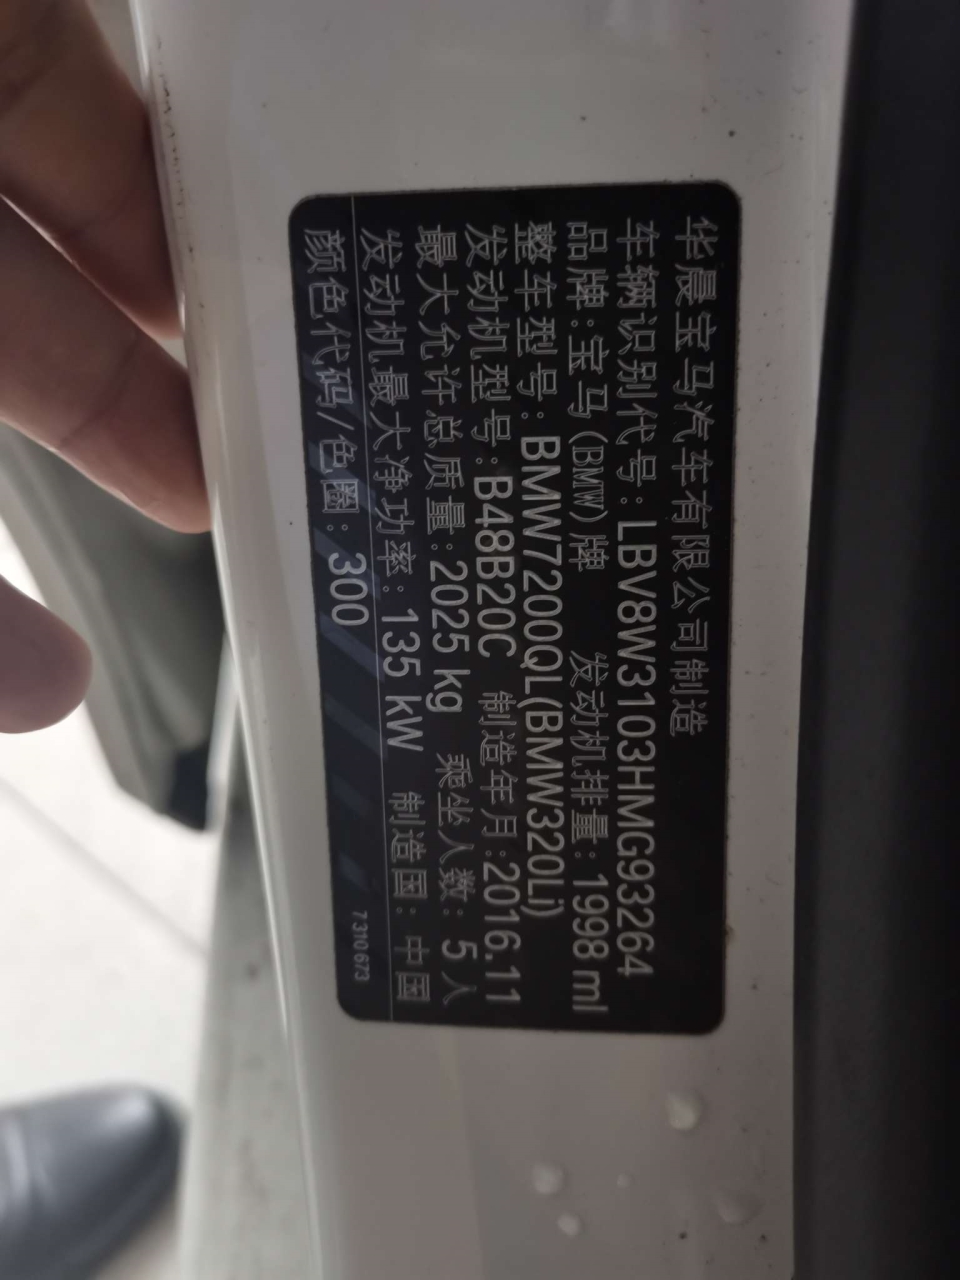 华晨宝马汽车有限公司制造
车辆识别代号:LBV8W3103HMG93264
品牌:宝马(BMW)牌 发动机排量:1998 ml
整车型号:BMW7200QL(BMW320Li)
发动机型号:B48B20C 制造年月:2016.11
最大允许总质量:2025 kg 乘坐人数:5人
发动机最大净功率:135 kW 制造国:中国
颜色代码/色圈:300
7 310 673